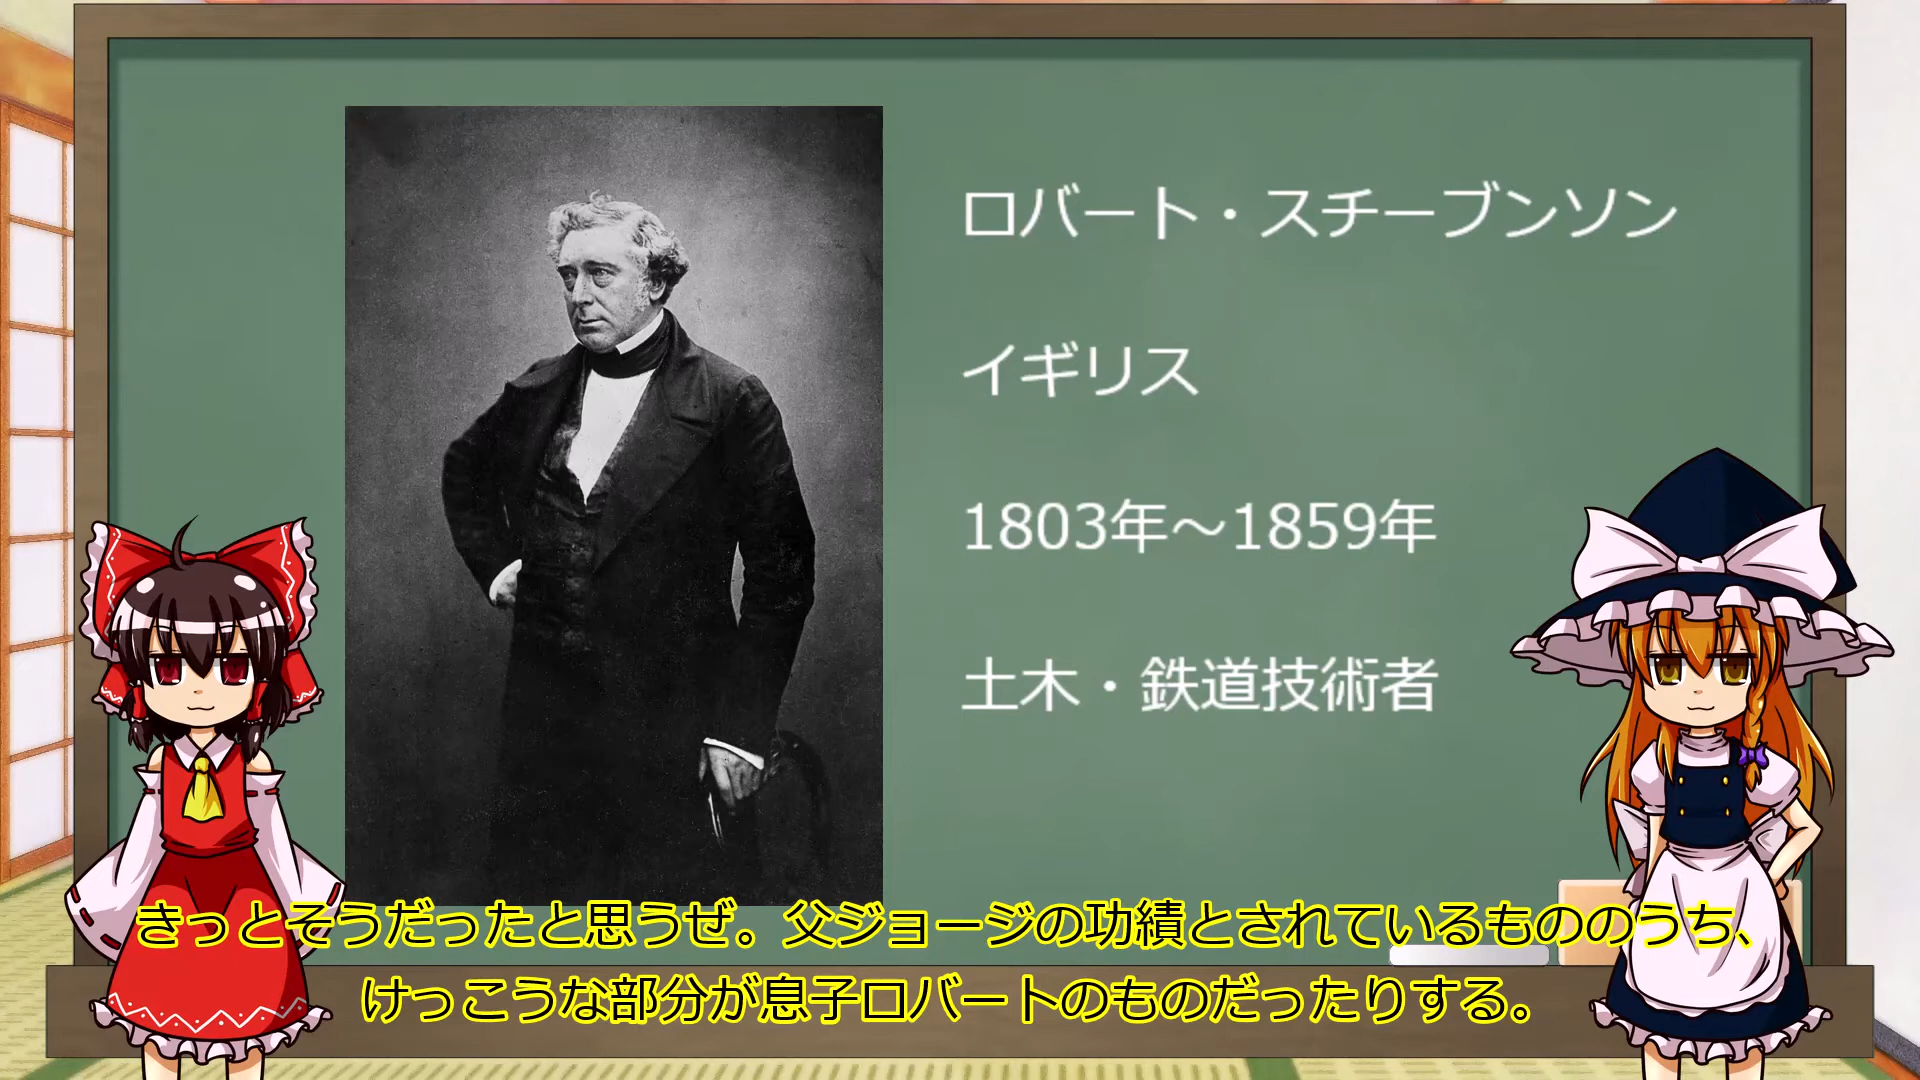 ロバート・スチーブンソン
イギリス
1803年～1859年
土木・鉄道技術者
きっとそうだったと思うぜ。父ジョージの功績とされているもののうち、
けっこうな部分が息子ロバートのものだったりする。